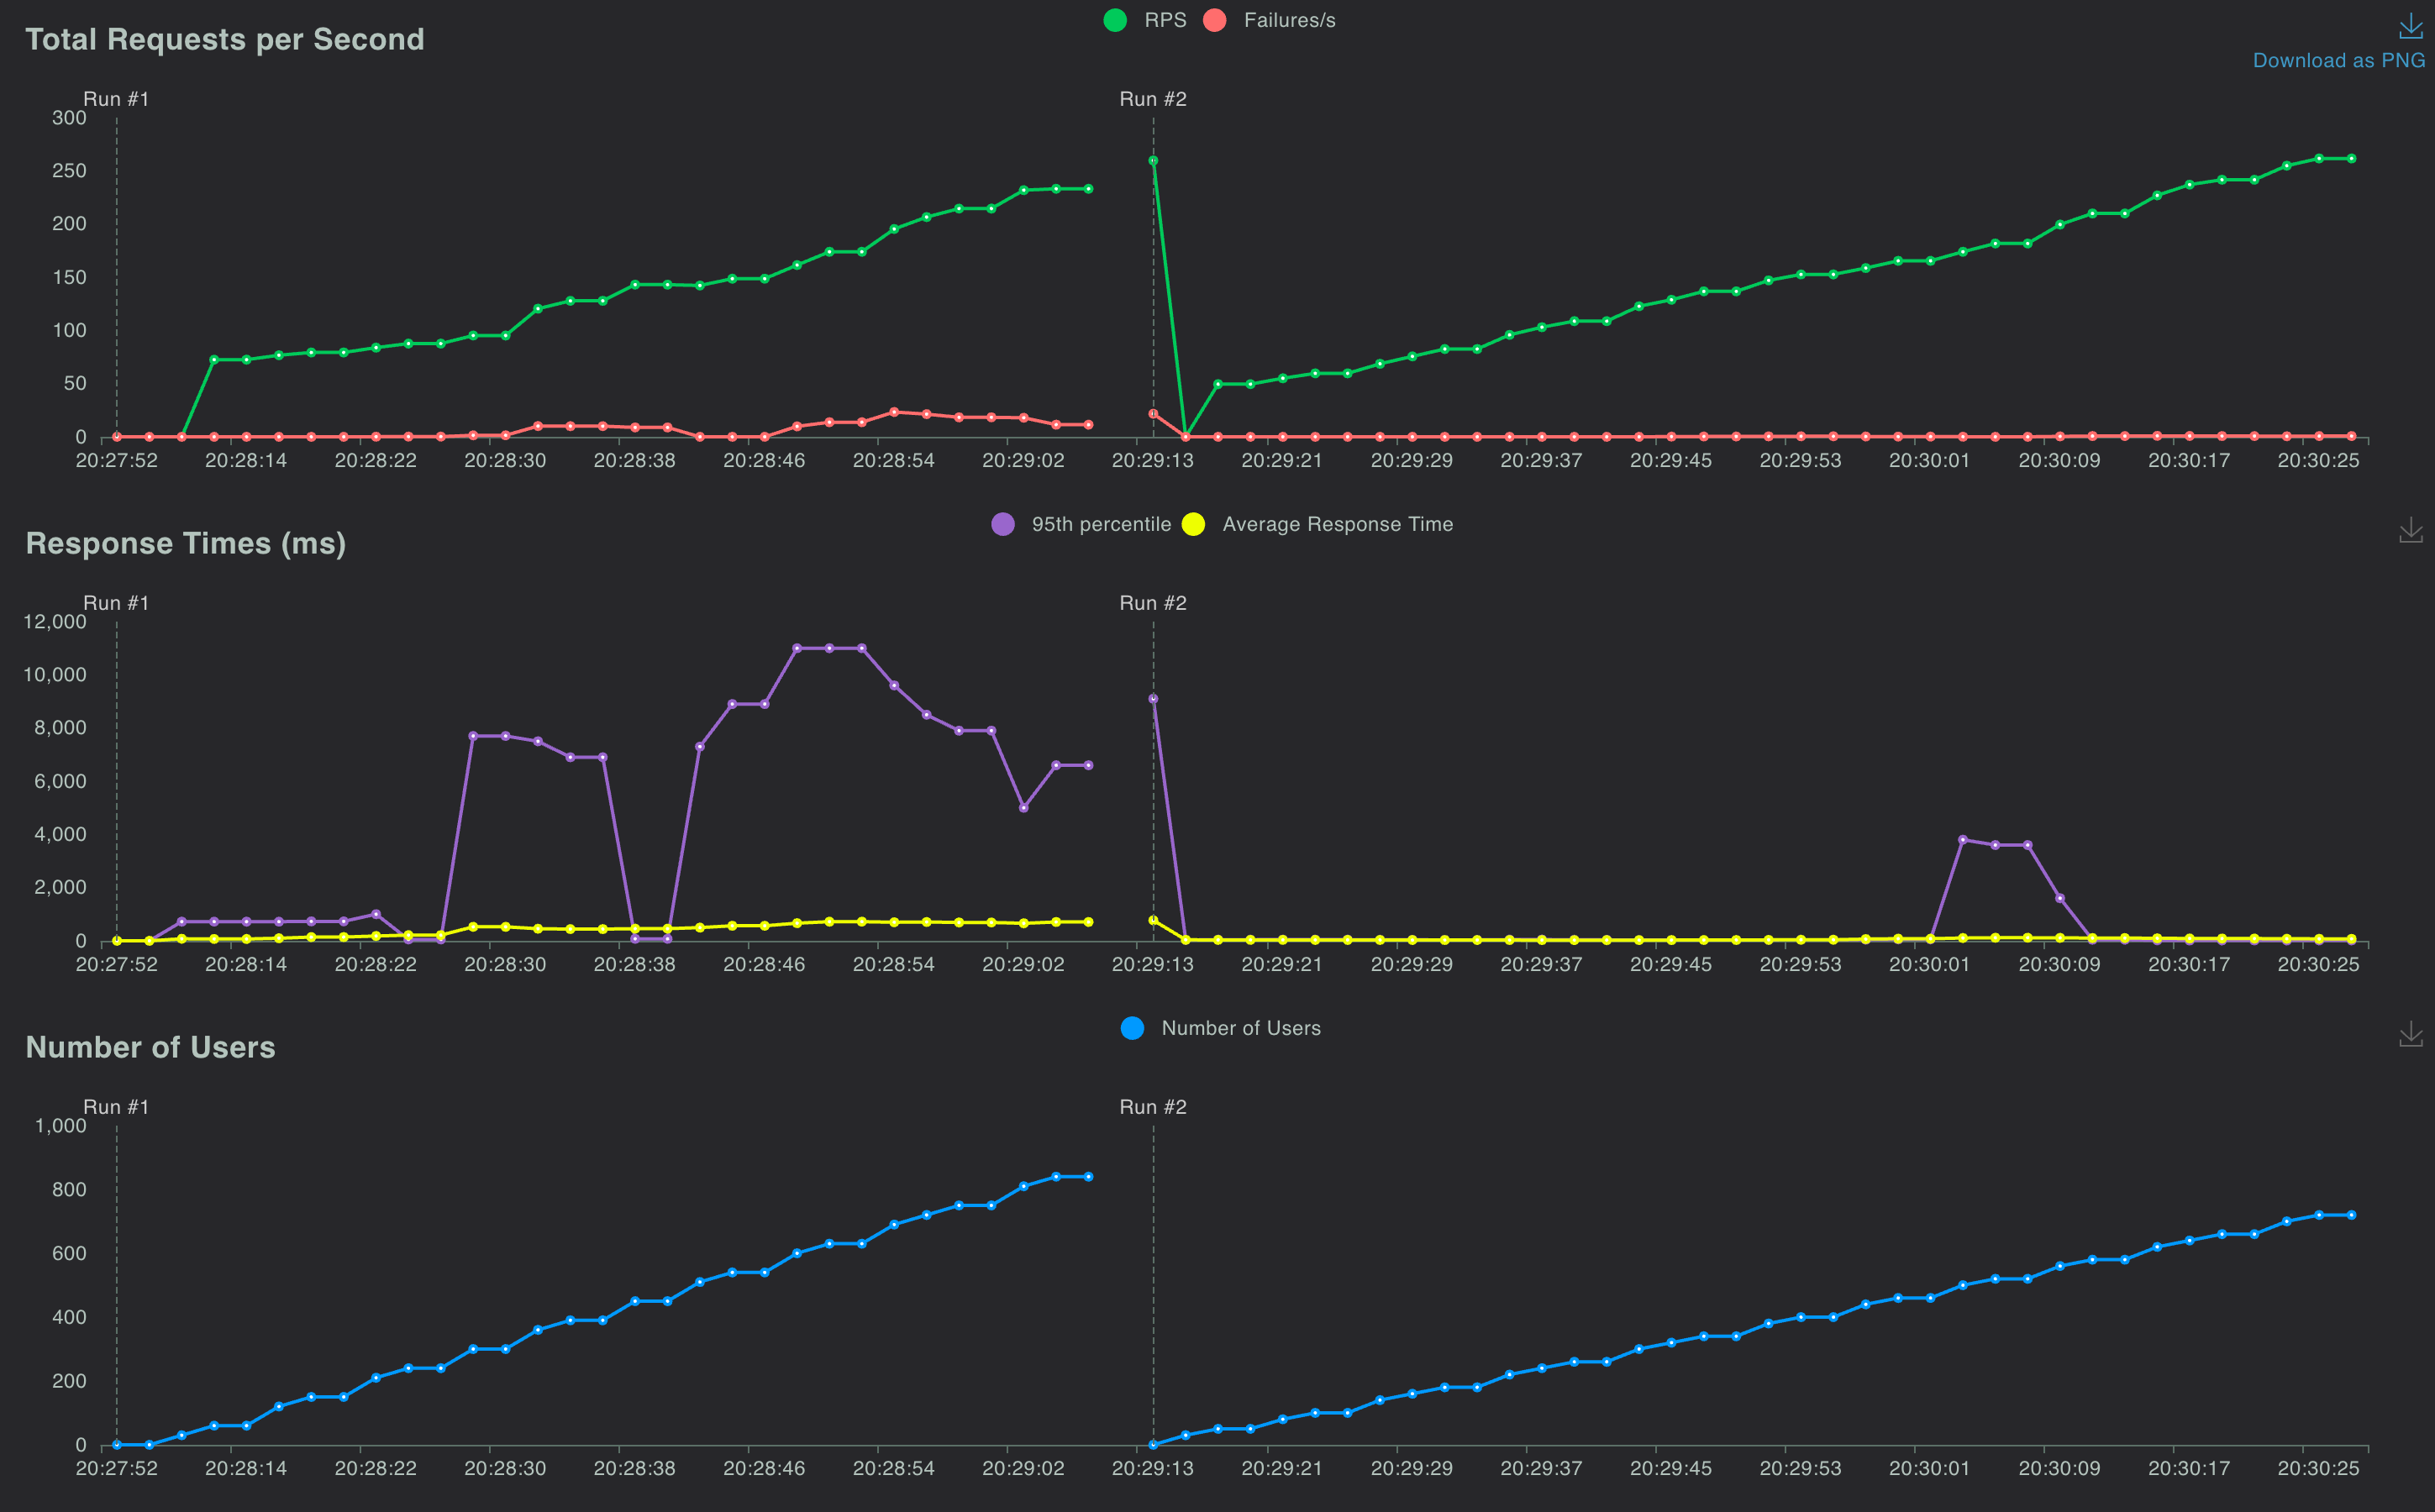 Total Requests per Second
RPS Failures/s
Download as PNG
Run #1 Run #2
300
250
200
150
100
50
0
20:27:52 20:28:14 20:28:22 20:28:30 20:28:38 20:28:46 20:28:54 20:29:02 20:29:13 20:29:21 20:29:29 20:29:37 20:29:45 20:29:53 20:30:01 20:30:09 20:30:17 20:30:25
Response Times (ms)
95th percentile Average Response Time
Run #1 Run #2
12,000
10,000
8,000
6,000
4,000
2,000
0
20:27:52 20:28:14 20:28:22 20:28:30 20:28:38 20:28:46 20:28:54 20:29:02 20:29:13 20:29:21 20:29:29 20:29:37 20:29:45 20:29:53 20:30:01 20:30:09 20:30:17 20:30:25
Number of Users
Number of Users
Run #1 Run #2
1,000
800
600
400
200
0
20:27:52 20:28:14 20:28:22 20:28:30 20:28:38 20:28:46 20:28:54 20:29:02 20:29:13 20:29:21 20:29:29 20:29:37 20:29:45 20:29:53 20:30:01 20:30:09 20:30:17 20:30:25